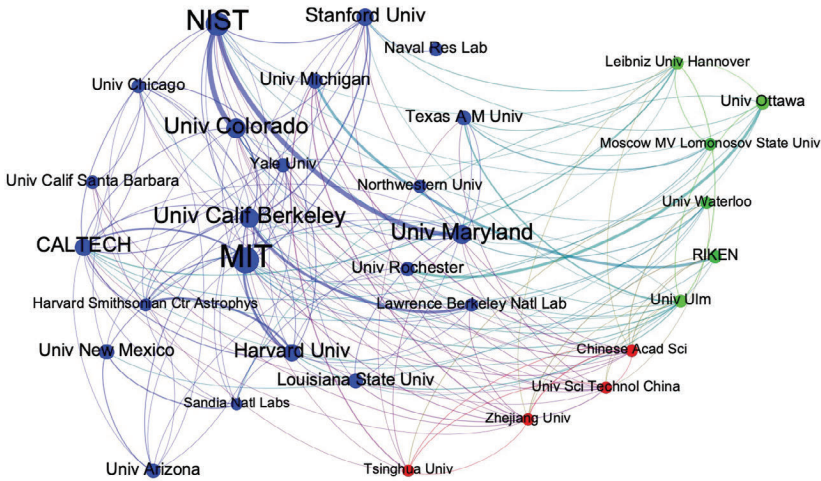 NIST
Stanford Univ
Naval Res Lab
Leibniz Univ Hannover
Univ Chicago
Univ Michigan
Univ Ottawa
Univ Colorado
Texas A M Univ
Moscow MV Lomonosov State Univ
Yale Univ
Univ Calif Santa Barbara
Northwestern Univ
Univ Waterloo
Univ Calif Berkeley
Univ Maryland
CALTECH
MIT
RIKEN
Univ Rochester
Harvard Smithsonian Ctr Astrophys
Lawrence Berkeley Natl Lab
Univ Ulm
Univ New Mexico
Harvard Univ
Chinese Acad Sci
Louisiana State Univ
Univ Sci Technol China
Sandia Natl Labs
Zhejiang Univ
Univ Arizona
Tsinghua Univ